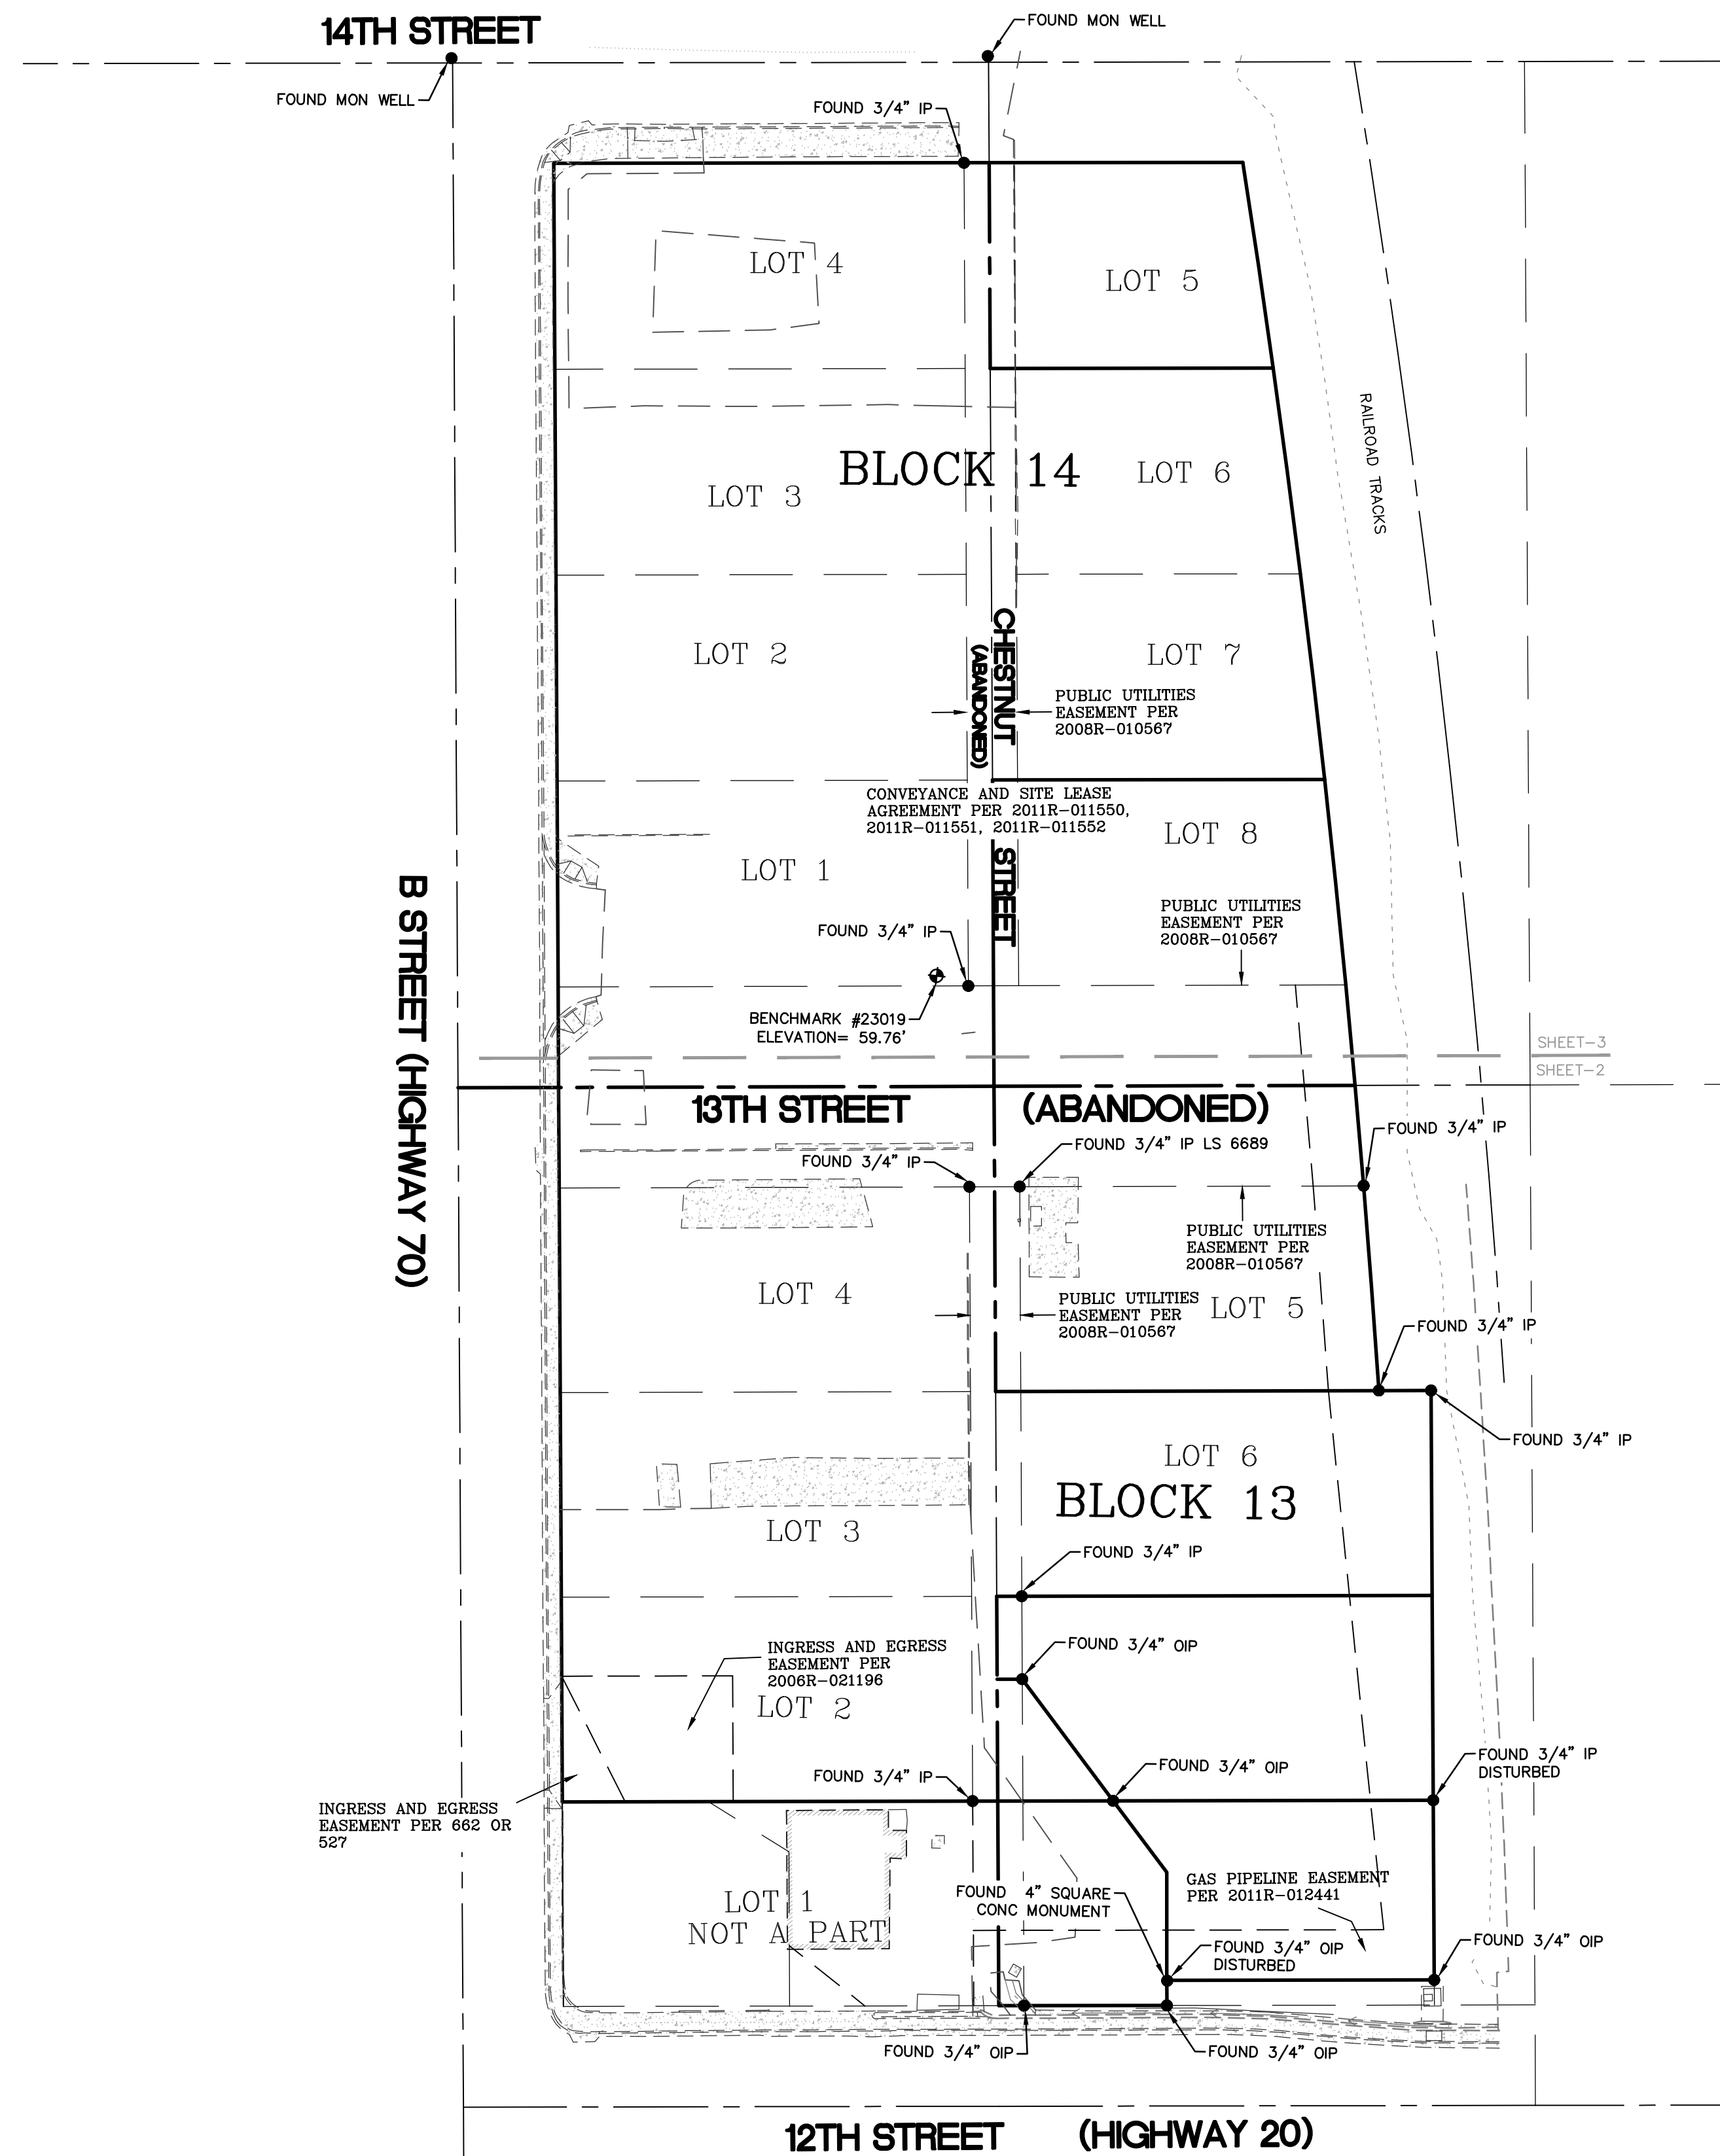 14TH STREET
FOUND MON WELL
FOUND MON WELL
FOUND 3/4" IP
LOT 4
LOT 5
RAILROAD TRACKS
BLOCK 14
LOT 3
LOT 6
CHESTNUT
(ABANDONED)
LOT 2
LOT 7
PUBLIC UTILITIES
EASEMENT PER
2008R-010567
CONVEYANCE AND SITE LEASE
AGREEMENT PER 2011R-011550,
2011R-011551, 2011R-011552
LOT 8
STREET
LOT 1
B STREET (HIGHWAY 70)
PUBLIC UTILITIES
EASEMENT PER
2008R-010567
FOUND 3/4" IP
BENCHMARK #23019
ELEVATION= 59.76'
SHEET-3
SHEET-2
13TH STREET (ABANDONED)
FOUND 3/4" IP
FOUND 3/4" IP LS 6689
FOUND 3/4" IP
PUBLIC UTILITIES
EASEMENT PER
2008R-010567
LOT 4
PUBLIC UTILITIES
EASEMENT PER
2008R-010567
LOT 5
FOUND 3/4" IP
FOUND 3/4" IP
LOT 6
BLOCK 13
LOT 3
FOUND 3/4" IP
FOUND 3/4" OIP
INGRESS AND EGRESS
EASEMENT PER
2006R-021196
LOT 2
FOUND 3/4" IP
FOUND 3/4" OIP
FOUND 3/4" IP
DISTURBED
INGRESS AND EGRESS
EASEMENT PER 662 OR
527
LOT 1
NOT A PART
FOUND 4" SQUARE
CONC MONUMENT
GAS PIPELINE EASEMENT
PER 2011R-012441
FOUND 3/4" OIP
DISTURBED
FOUND 3/4" OIP
FOUND 3/4" OIP
FOUND 3/4" OIP
12TH STREET (HIGHWAY 20)